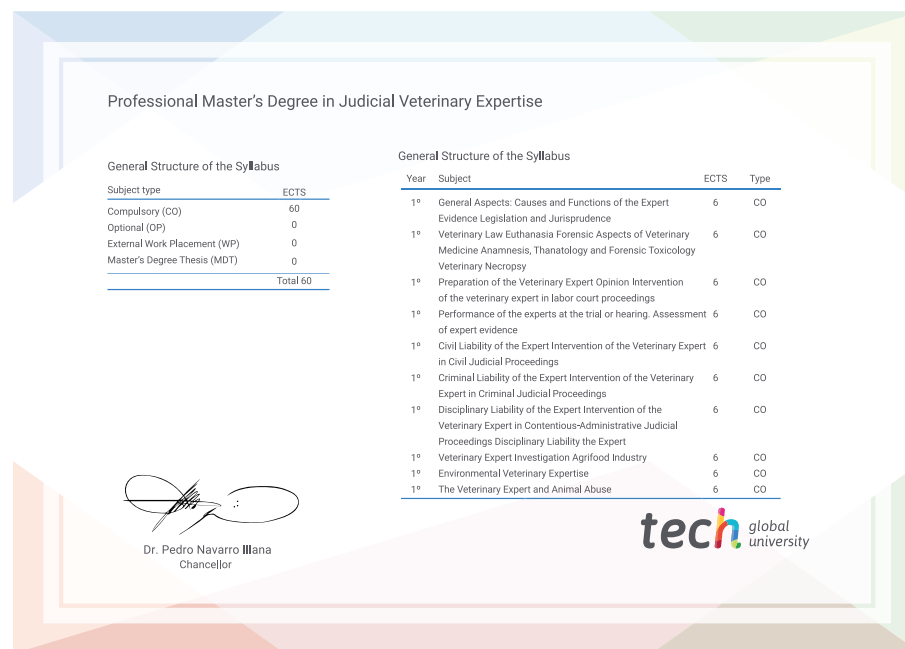 Professional Master's Degree in Judicial Veterinary Expertise
General Structure of the Syllabus
Subject type ECTS
Compulsory (CO) 60
Optional (OP) 0
External Work Placement (WP) 0
Master's Degree Thesis (MDT) 0
Total 60
General Structure of the Syllabus
Year Subject ECTS Type
1º General Aspects: Causes and Functions of the Expert 6 CO
Evidence Legislation and Jurisprudence
1º Veterinary Law Euthanasia Forensic Aspects of Veterinary 6 CO
Medicine Anamnesis, Thanatology and Forensic Toxicology
Veterinary Necropsy
1º Preparation of the Veterinary Expert Opinion Intervention 6 CO
of the veterinary expert in labor court proceedings
1º Performance of the experts at the trial or hearing. Assessment 6 CO
of expert evidence
1º Civil Liability of the Expert Intervention of the Veterinary Expert 6 CO
in Civil Judicial Proceedings
1º Criminal Liability of the Expert Intervention of the Veterinary 6 CO
Expert in Criminal Judicial Proceedings
1º Disciplinary Liability of the Expert Intervention of the 6 CO
Veterinary Expert in Contentious-Administrative Judicial
Proceedings Disciplinary Liability the Expert
1º Veterinary Expert Investigation Agrifood Industry 6 CO
1º Environmental Veterinary Expertise 6 CO
1º The Veterinary Expert and Animal Abuse 6 CO
Dr. Pedro Navarro Illana
Chancellor
tech global
university